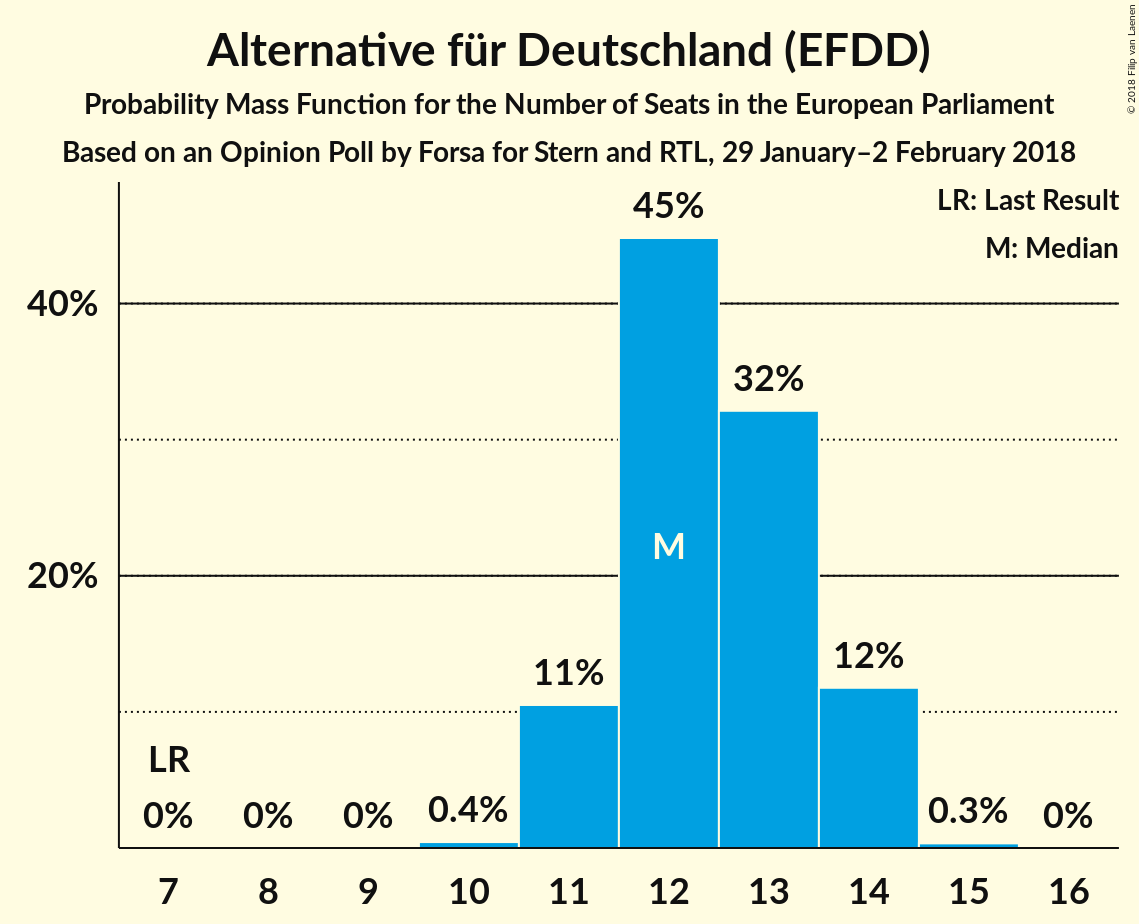 Alternative für Deutschland (EFDD)
Probability Mass Function for the Number of Seats in the European Parliament
Based on an Opinion Poll by Forsa for Stern and RTL, 29 January–2 February 2018
© 2018 Filip van Laenen
LR: Last Result
M: Median
45%
40%
32%
M
20%
12%
11%
LR
0% 0% 0% 0.4% 0.3% 0%
7 8 9 10 11 12 13 14 15 16